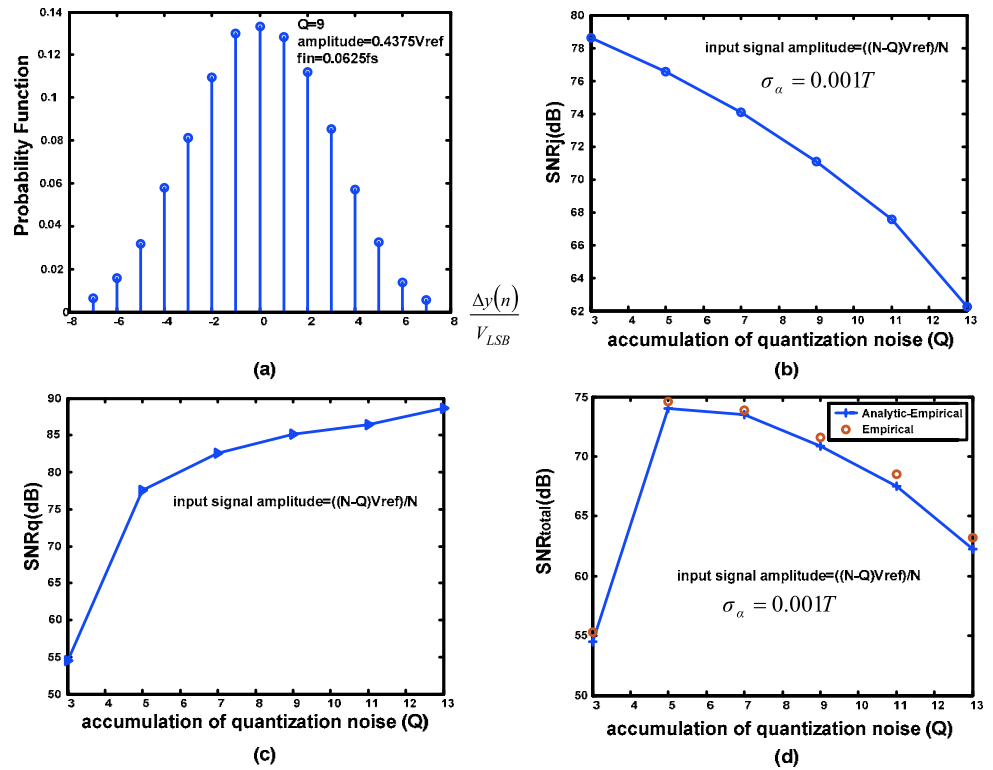 Q=9
amplitude=0.4375Vref
fin=0.0625fs
Probability Function
0.14
0.12
0.1
0.08
0.06
0.04
0.02
0
-8 -6 -4 -2 0 2 4 6 8
Δy(n)
V_LSB
(a)
input signal amplitude=((N-Q)Vref)/N
σ_α = 0.001T
SNRj(dB)
80
78
76
74
72
70
68
66
64
62
3 4 5 6 7 8 9 10 11 12 13
accumulation of quantization noise (Q)
(b)
input signal amplitude=((N-Q)Vref)/N
SNRq(dB)
90
85
80
75
70
65
60
55
50
3 4 5 6 7 8 9 10 11 12 13
accumulation of quantization noise (Q)
(c)
Analytic-Empirical
Empirical
input signal amplitude=((N-Q)Vref)/N
σ_α = 0.001T
SNRtotal(dB)
75
70
65
60
55
50
3 4 5 6 7 8 9 10 11 12 13
accumulation of quantization noise (Q)
(d)